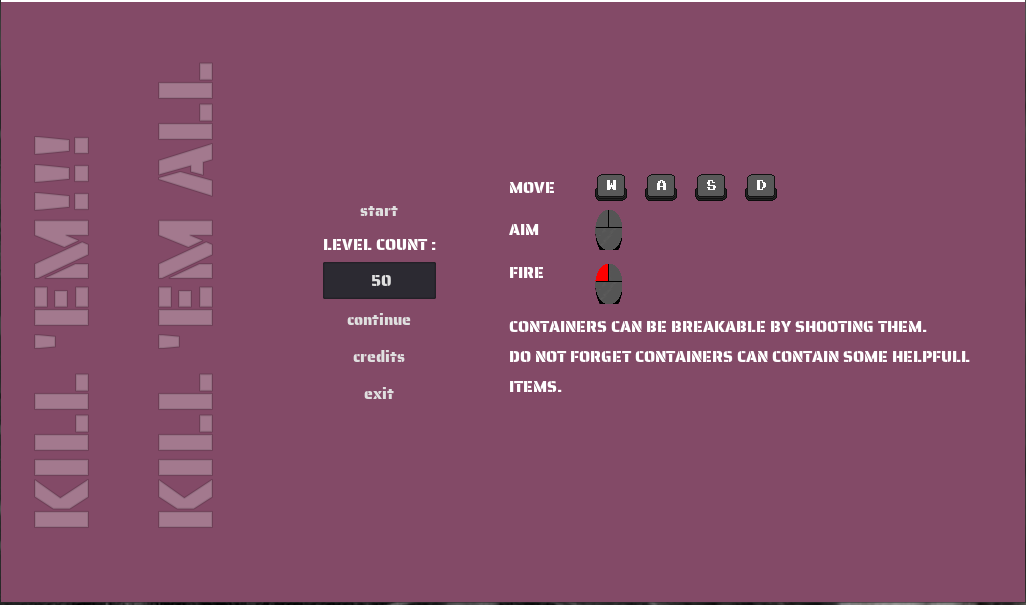 KILL 'EM!!!
KILL 'EM ALL
start
LEVEL COUNT :
50
continue
credits
exit
MOVE W A S D
AIM
FIRE
CONTAINERS CAN BE BREAKABLE BY SHOOTING THEM.
DO NOT FORGET CONTAINERS CAN CONTAIN SOME HELPFULL
ITEMS.